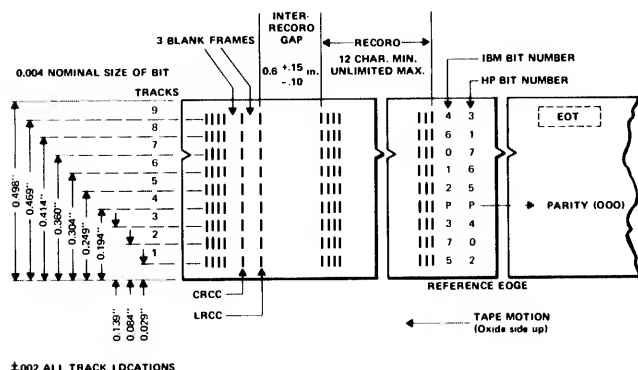 INTER-
RECORO
GAP
0.6 +.15 -.10 in.
3 BLANK FRAMES
RECORO
12 CHAR. MIN.
UNLIMITED MAX.
IBM BIT NUMBER
HP BIT NUMBER
0.004 NOMINAL SIZE OF BIT
TRACKS
9
8
7
6
5
4
3
2
1
4 3
6 1
0 7
1 6
2 5
P P
3 4
7 0
5 2
EOT
PARITY (OOO)
0.498"
0.469"
0.414"
0.360"
0.304"
0.249"
0.194"
0.139"
0.084"
0.029"
CRCC
LRCC
REFERENCE EDGE
TAPE MOTION
(Oxide side up)
±.002 ALL TRACK LOCATIONS